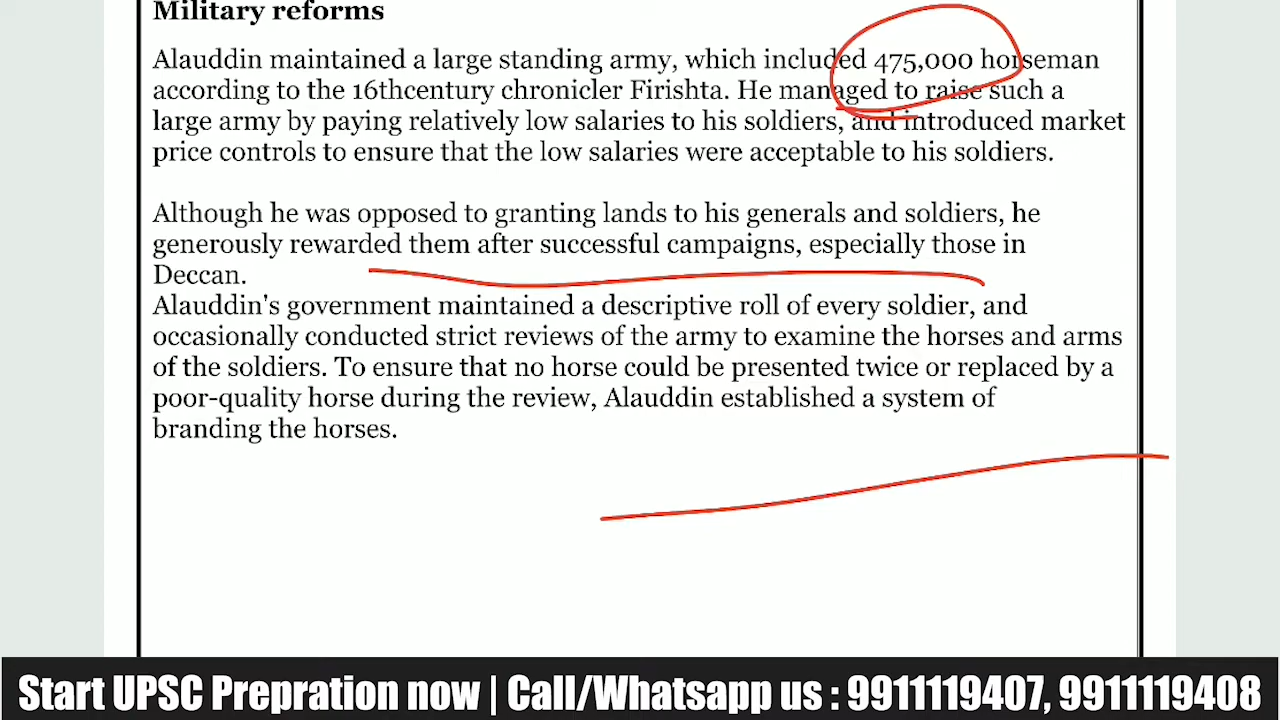 Military reforms
Alauddin maintained a large standing army, which included 475,000 horseman
according to the 16thcentury chronicler Firishta. He managed to raise such a
large army by paying relatively low salaries to his soldiers, and introduced market
price controls to ensure that the low salaries were acceptable to his soldiers.
Although he was opposed to granting lands to his generals and soldiers, he
generously rewarded them after successful campaigns, especially those in
Deccan.
Alauddin's government maintained a descriptive roll of every soldier, and
occasionally conducted strict reviews of the army to examine the horses and arms
of the soldiers. To ensure that no horse could be presented twice or replaced by a
poor-quality horse during the review, Alauddin established a system of
branding the horses.
Start UPSC Prepration now | Call/Whatsapp us : 9911119407, 9911119408